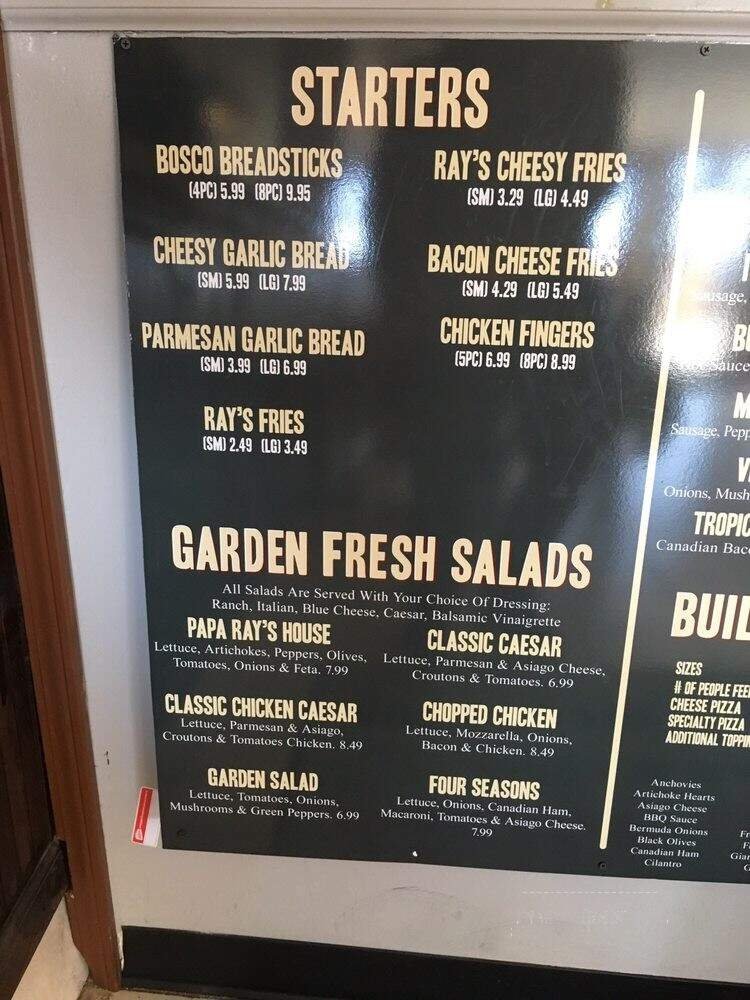 STARTERS
BOSCO BREADSTICKS
(4PC) 5.99 (8PC) 9.95
CHEESY GARLIC BREAD
(SM) 5.99 (LG) 7.99
PARMESAN GARLIC BREAD
(SM) 3.99 (LG) 6.99
RAY'S FRIES
(SM) 2.49 (LG) 3.49
RAY'S CHEESY FRIES
(SM) 3.29 (LG) 4.49
BACON CHEESE FRIES
(SM) 4.29 (LG) 5.49
CHICKEN FINGERS
(5PC) 6.99 (8PC) 8.99
GARDEN FRESH SALADS
All Salads Are Served With Your Choice Of Dressing:
Ranch, Italian, Blue Cheese, Caesar, Balsamic Vinaigrette
PAPA RAY'S HOUSE
Lettuce, Artichokes, Peppers, Olives,
Tomatoes, Onions & Feta. 7.99
CLASSIC CHICKEN CAESAR
Lettuce, Parmesan & Asiago,
Croutons & Tomatoes Chicken. 8.49
GARDEN SALAD
Lettuce, Tomatoes, Onions,
Mushrooms & Green Peppers. 6.99
CLASSIC CAESAR
Lettuce, Parmesan & Asiago Cheese,
Croutons & Tomatoes. 6.99
CHOPPED CHICKEN
Lettuce, Mozzarella, Onions,
Bacon & Chicken. 8.49
FOUR SEASONS
Lettuce, Onions, Canadian Ham,
Macaroni, Tomatoes & Asiago Cheese.
7.99
Sauce
Sausage,
Onions,
Canadian
SIZES
# OF PEOPLE
CHEESE PIZZA
SPECIALTY PIZZA
ADDITIONAL
Anchovies
Artichoke Hearts
Asiago Cheese
BBQ Sauce
Bermuda Onions
Black Olives
Canadian Ham
Cilantro